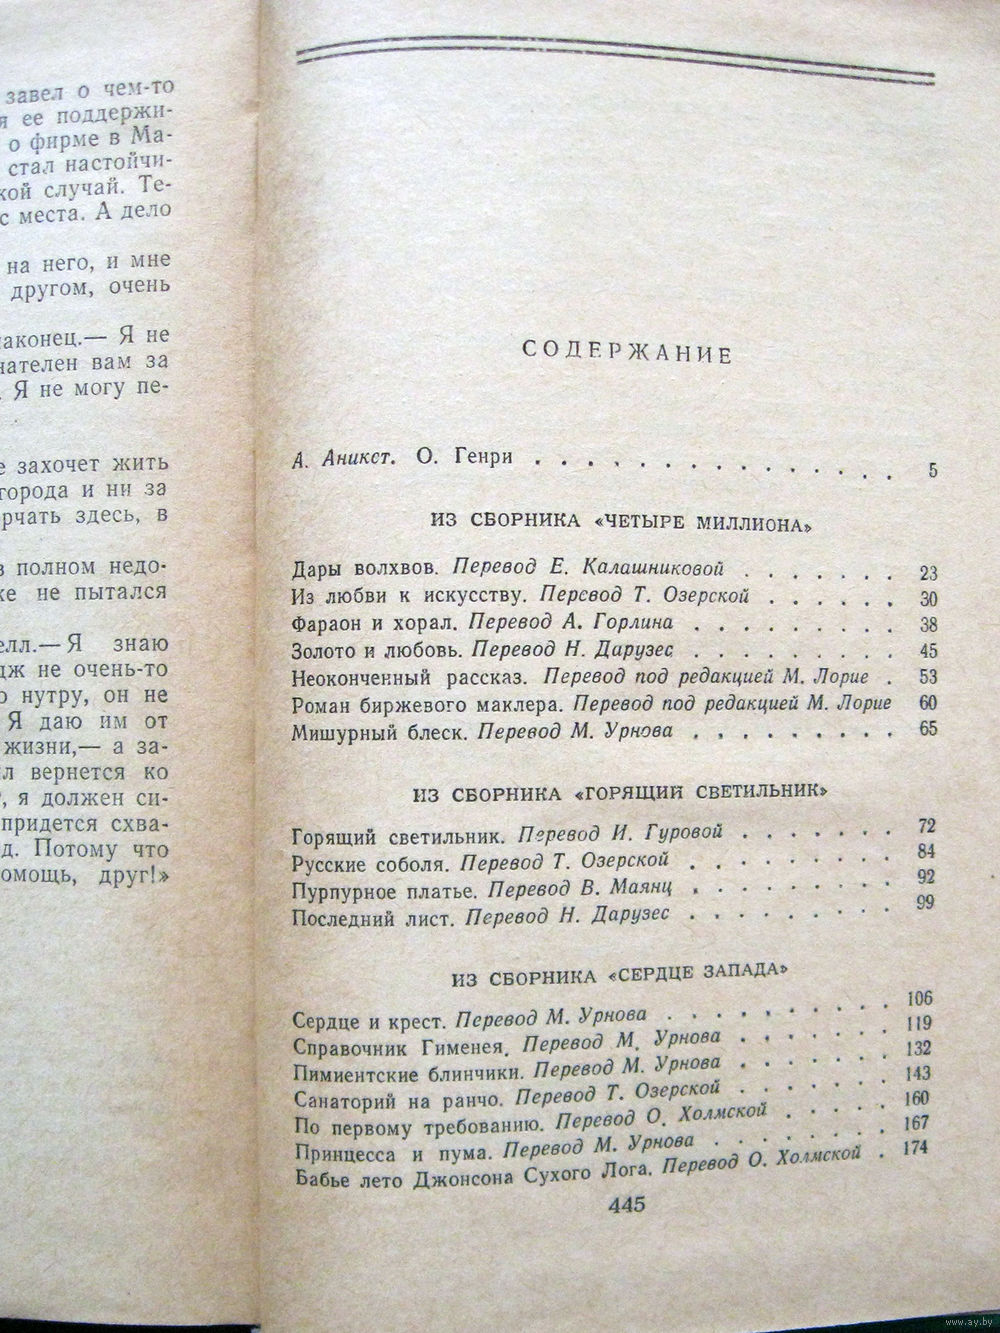 завел о чем-то
я ее поддержи-
о фирме в Ма-
стал настойчи-
кой случай. Те-
с места. А дело
на него, и мне
другом, очень
аконец.— Я не
нателен вам за
Я не могу пе-
е захочет жить
города и ни за
рчать здесь, в
в полном недо-
же не пытался
елл.— Я знаю
дж не очень-то
о нутру, он не
Я даю им от
жизни,— а за-
л вернется ко
, я должен си-
придется схва-
д. Потому что
омощь, друг!»
СОДЕРЖАНИЕ
А. Аникст. О. Генри . . . . . . . . . . . . . . 5
ИЗ СБОРНИКА «ЧЕТЫРЕ МИЛЛИОНА»
Дары волхвов. Перевод Е. Калашниковой . . . . . . . 23
Из любви к искусству. Перевод Т. Озерской . . . . . . 30
Фараон и хорал. Перевод А. Горлина . . . . . . . . . 38
Золото и любовь. Перевод Н. Дарузес . . . . . . . . . 45
Неоконченный рассказ. Перевод под редакцией М. Лорие . 53
Роман биржевого маклера. Перевод под редакцией М. Лорие 60
Мишурный блеск. Перевод М. Урнова . . . . . . . . . 65
ИЗ СБОРНИКА «ГОРЯЩИЙ СВЕТИЛЬНИК»
Горящий светильник. Перевод И. Гуровой . . . . . . . 72
Русские соболя. Перевод Т. Озерской . . . . . . . . . 84
Пурпурное платье. Перевод В. Маянц . . . . . . . . . 92
Последний лист. Перевод Н. Дарузес . . . . . . . . . 99
ИЗ СБОРНИКА «СЕРДЦЕ ЗАПАДА»
Сердце и крест. Перевод М. Урнова . . . . . . . . . 106
Справочник Гименея. Перевод М. Урнова . . . . . . . 119
Пимиентские блинчики. Перевод М. Урнова . . . . . . 132
Санаторий на ранчо. Перевод Т. Озерской . . . . . . . 143
По первому требованию. Перевод О. Холмской . . . . . 160
Принцесса и пума. Перевод М. Урнова . . . . . . . . 167
Бабье лето Джонсона Сухого Лога. Перевод О. Холмской . 174
445
www.ay.by